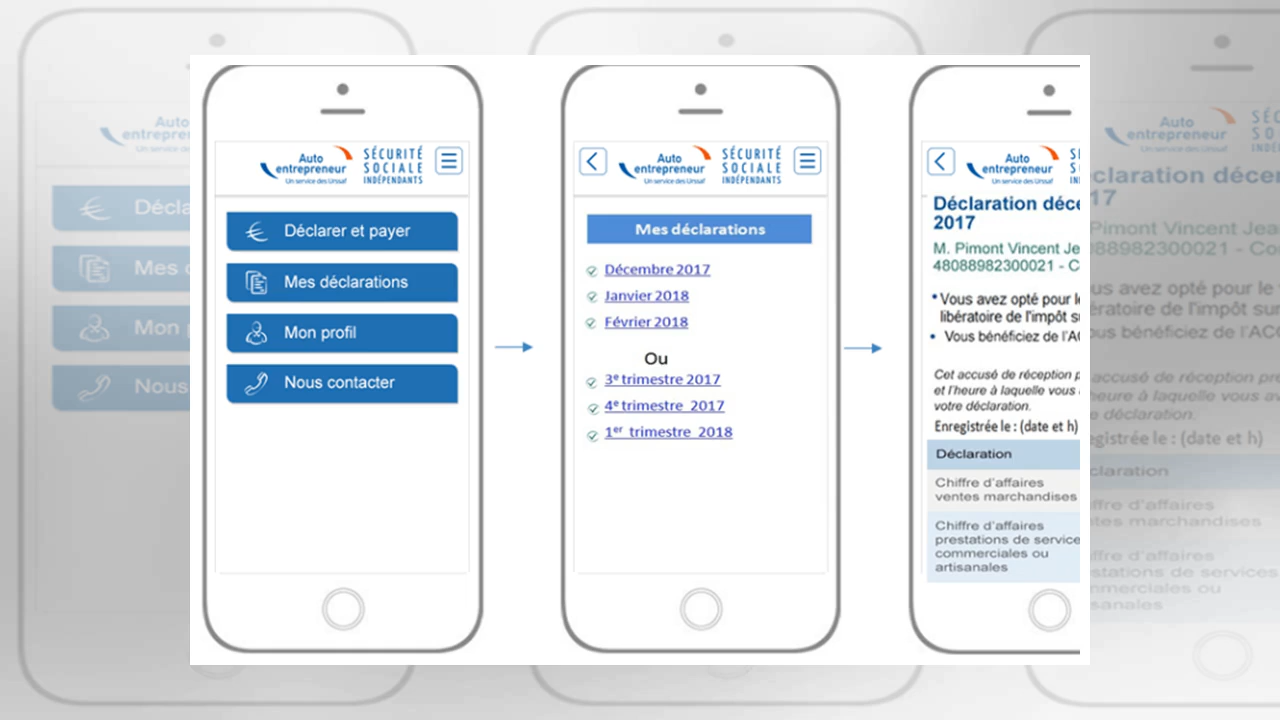 Auto
entrepreneur
Un service des Urssaf
SÉCURITÉ
SOCIALE
INDÉPENDANTS
Déclarer et payer
Mes déclarations
Mon profil
Nous contacter
Auto
entrepreneur
Un service des Urssaf
SÉCURITÉ
SOCIALE
INDÉPENDANTS
Mes déclarations
Décembre 2017
Janvier 2018
Février 2018
Ou
3e trimestre 2017
4e trimestre 2017
1er trimestre 2018
Auto
entrepreneur
Un service des Urssaf
Déclaration déce
2017
M. Pimont Vincent Je
48088982300021 - C
• Vous avez opté pour l
libératoire de l'impôt s
• Vous bénéficiez de l'A
Cet accusé de réception p
et l'heure à laquelle vous
votre déclaration.
Enregistrée le : (date et h)
Déclaration
Chiffre d'affaires
ventes marchandises
Chiffre d'affaires
prestations de service
commerciales ou
artisanales